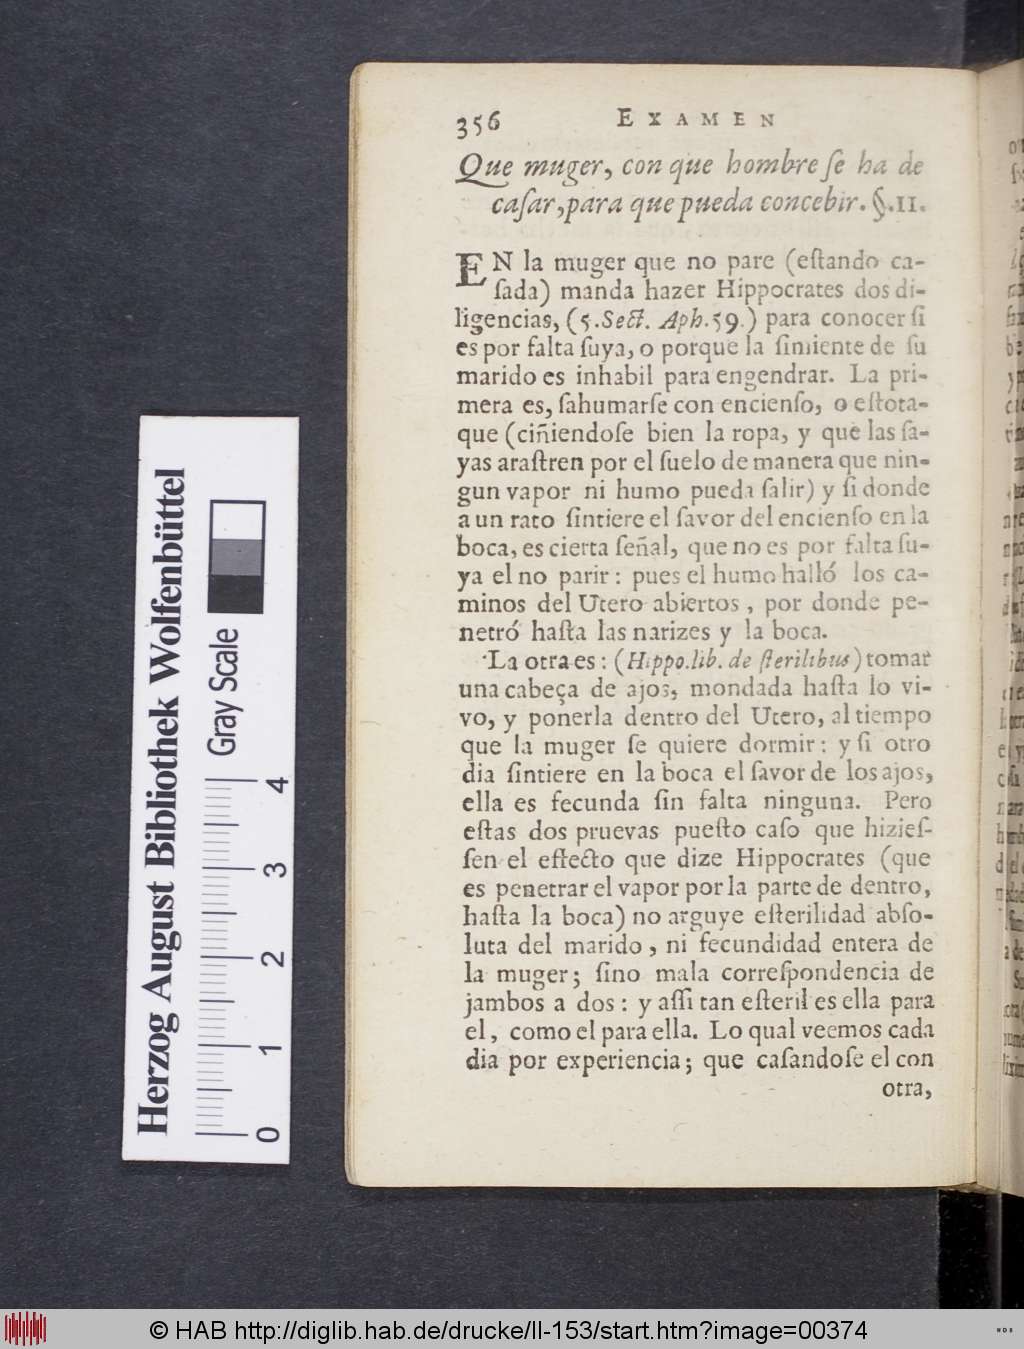 356 EXAMEN
Que muger, con que hombre ſe ha de
caſar, para que pueda concebir. §. II.
EN la muger que no pare (eſtando ca-
ſada) manda hazer Hippocrates dos di-
ligencias, (5. Sect. Aph. 59.) para conocer ſi
es por falta ſuya, o porque la ſimiente de ſu
marido es inhabil para engendrar. La pri-
mera es, ſahumarſe con encienſo, o eſtora-
que (ciñiendoſe bien la ropa, y que las ſa-
yas araſtren por el ſuelo de manera que nin-
gun vapor ni humo pueda ſalir) y ſi donde
a un rato ſintiere el ſavor del encienſo en la
boca, es cierta ſeñal, que no es por falta ſu-
ya el no parir: pues el humo halló los ca-
minos del Utero abiertos, por donde pe-
netró haſta las narizes y la boca.
La otra es: (Hippo. lib. de ſterilibus) tomar
una cabeça de ajos, mondada haſta lo vi-
vo, y ponerla dentro del Utero, al tiempo
que la muger ſe quiere dormir: y ſi otro
dia ſintiere en la boca el ſavor de los ajos,
ella es fecunda ſin falta ninguna. Pero
eſtas dos pruevas pueſto caſo que hizieſ-
ſen el effecto que dize Hippocrates (que
es penetrar el vapor por la parte de dentro,
haſta la boca) no arguye eſterilidad abſo-
luta del marido, ni fecundidad entera de
la muger; ſino mala correſpondencia de
jambos a dos: y aſſi tan eſteril es ella para
el, como el para ella. Lo qual veemos cada
dia por experiencia; que caſandoſe el con
otra,
Herzog August Bibliothek Wolfenbüttel
Gray Scale
0 1 2 3 4
© HAB http://diglib.hab.de/drucke/ll-153/start.htm?image=00374